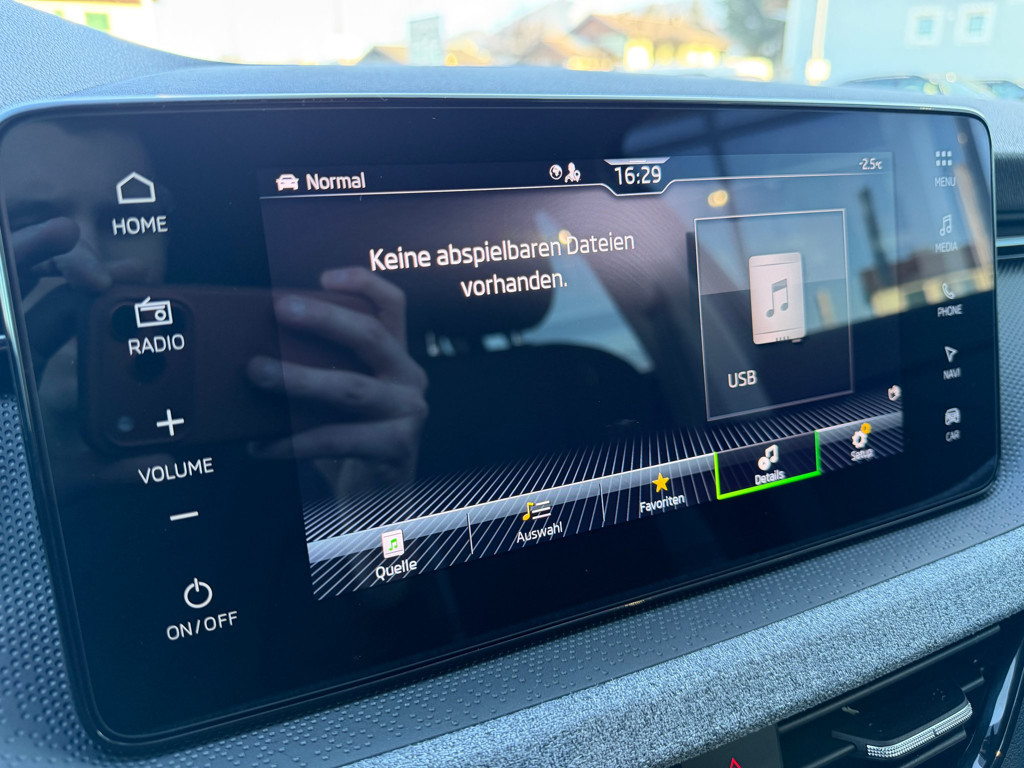 Normal
16:29
-2.5°C
HOME
RADIO
VOLUME
ON/OFF
Keine abspielbaren Dateien
vorhanden.
USB
Quelle
Auswahl
Favoriten
Details
Setup
MENU
MEDIA
PHONE
NAVI
CAR